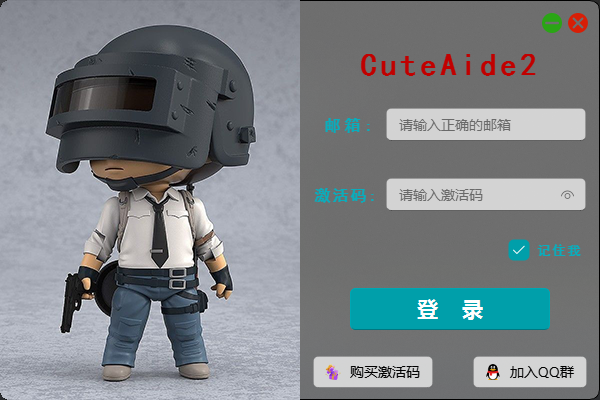 CuteAide2
邮箱：
请输入正确的邮箱
激活码：
请输入激活码
记住我
登 录
购买激活码
加入QQ群